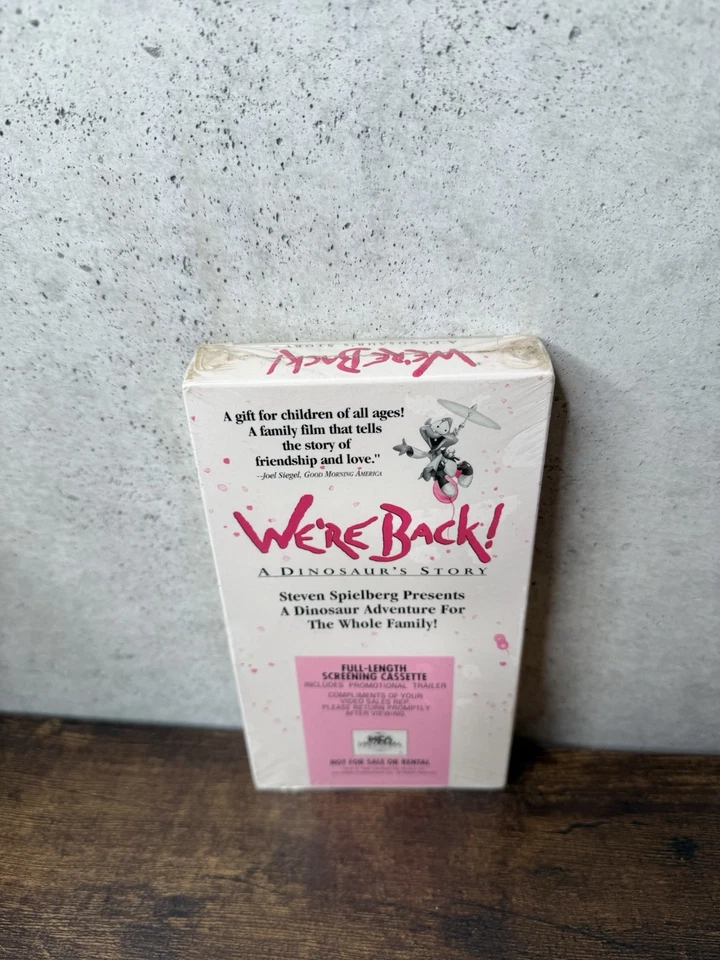 WE'RE BACK!
A DINOSAUR'S STORY
A gift for children of all ages!
A family film that tells
the story of
friendship and love."
--Joel Siegel, GOOD MORNING AMERICA
WE'RE BACK!
A DINOSAUR'S STORY
Steven Spielberg Presents
A Dinosaur Adventure For
The Whole Family!
FULL-LENGTH
SCREENING CASSETTE
INCLUDES PROMOTIONAL TRAILER
COMPLIMENTS OF YOUR
VIDEO SALES REP.
PLEASE RETURN PROMPTLY
AFTER VIEWING.
MCA
NOT FOR SALE OR RENTAL